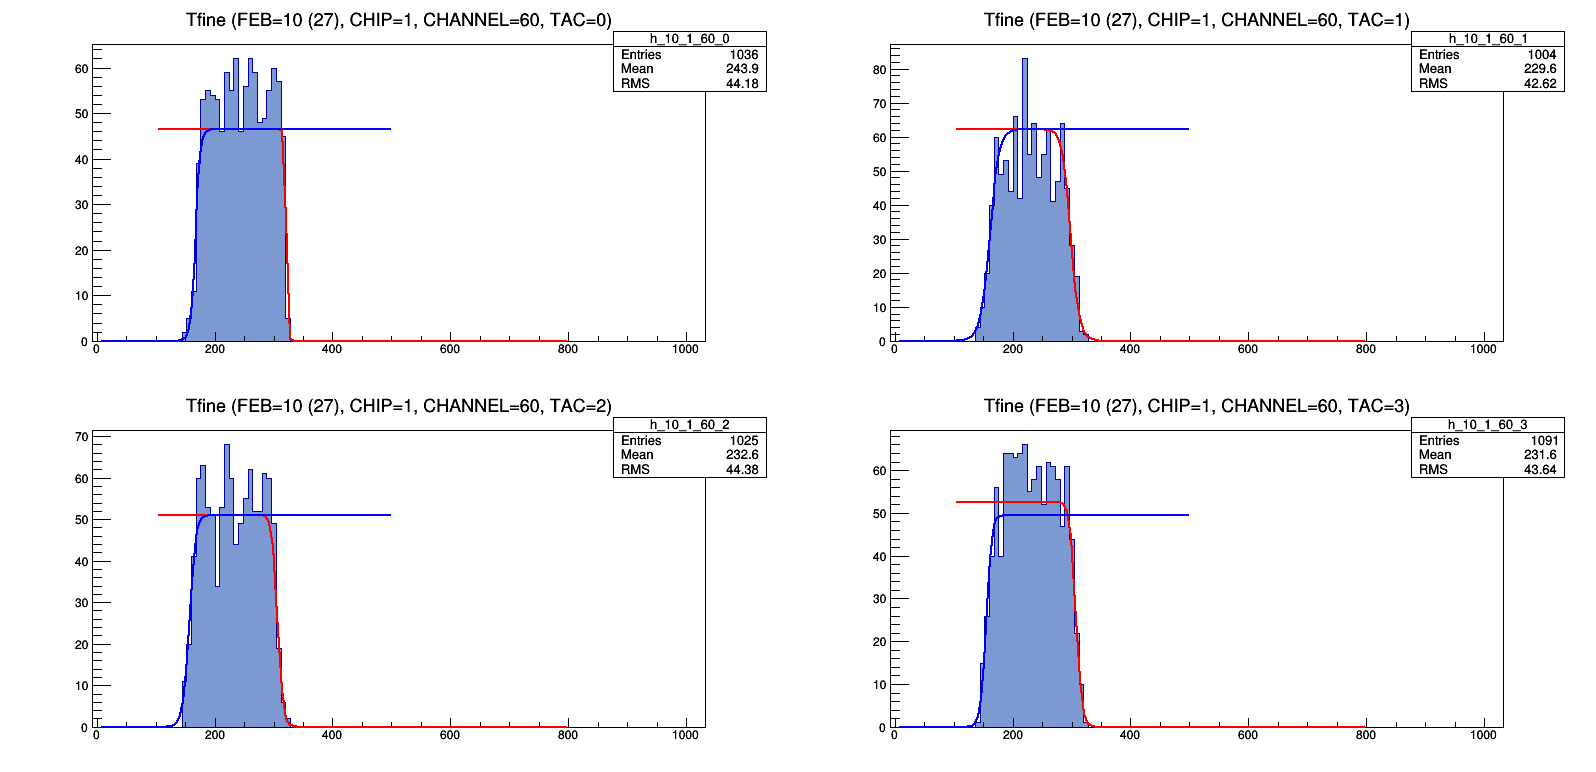 Tfine (FEB=10 (27), CHIP=1, CHANNEL=60, TAC=0)
h_10_1_60_0
Entries 1036
Mean 243.9
RMS 44.18
60
50
40
30
20
10
0
0 200 400 600 800 1000
Tfine (FEB=10 (27), CHIP=1, CHANNEL=60, TAC=1)
h_10_1_60_1
Entries 1004
Mean 229.6
RMS 42.62
80
70
60
50
40
30
20
10
0
0 200 400 600 800 1000
Tfine (FEB=10 (27), CHIP=1, CHANNEL=60, TAC=2)
h_10_1_60_2
Entries 1025
Mean 232.6
RMS 44.38
70
60
50
40
30
20
10
0
0 200 400 600 800 1000
Tfine (FEB=10 (27), CHIP=1, CHANNEL=60, TAC=3)
h_10_1_60_3
Entries 1091
Mean 231.6
RMS 43.64
60
50
40
30
20
10
0
0 200 400 600 800 1000